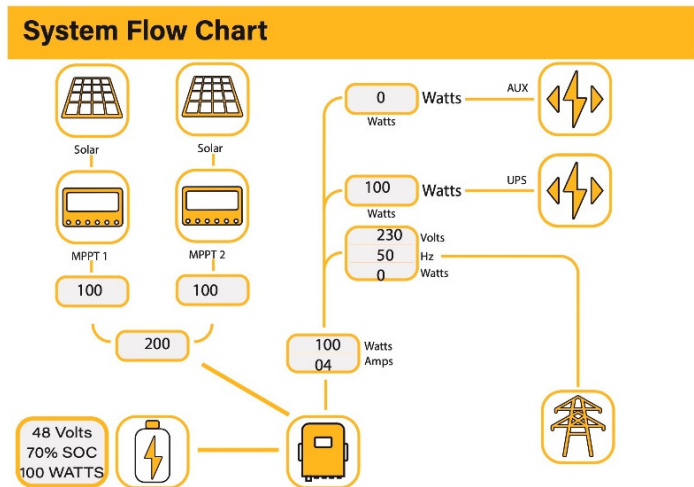 System Flow Chart
Solar
Solar
MPPT 1
MPPT 2
100
100
200
0 Watts
Watts
AUX
100 Watts
Watts
UPS
230 Volts
50 Hz
0 Watts
100 Watts
04 Amps
48 Volts
70% SOC
100 WATTS